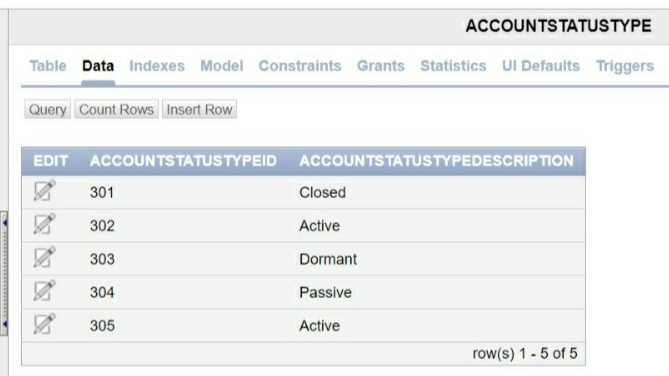 ACCOUNTSTATUSTYPE
Table Data Indexes Model Constraints Grants Statistics UI Defaults Triggers
Query Count Rows Insert Row
EDIT ACCOUNTSTATUSTYPEID ACCOUNTSTATUSTYPEDESCRIPTION
301 Closed
302 Active
303 Dormant
304 Passive
305 Active
row(s) 1 - 5 of 5